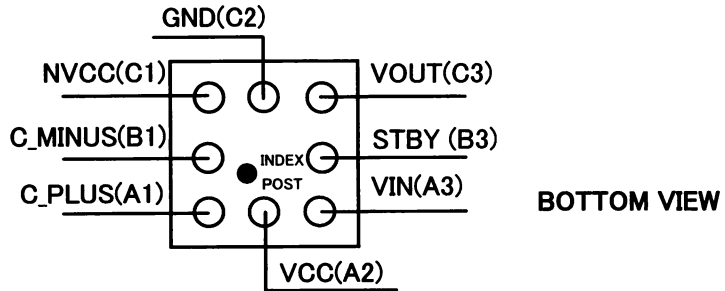 GND(C2)
NVCC(C1)
VOUT(C3)
C_MINUS(B1)
STBY (B3)
INDEX
POST
C_PLUS(A1)
VIN(A3)
BOTTOM VIEW
VCC(A2)